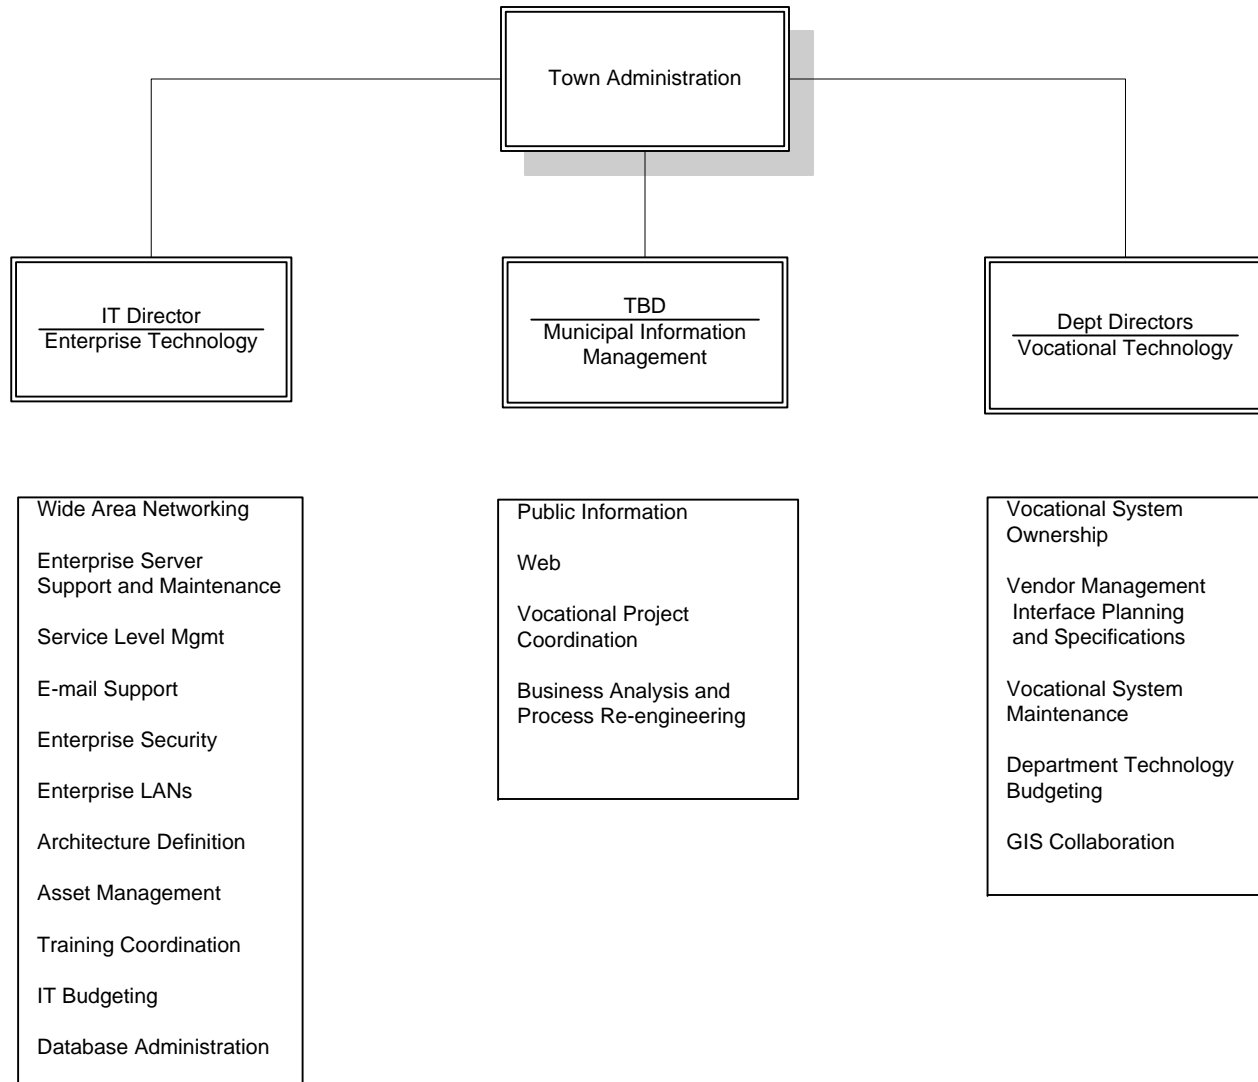 Town Administration
IT Director
Enterprise Technology
TBD
Municipal Information
Management
Dept Directors
Vocational Technology
Wide Area Networking
Enterprise Server
Support and Maintenance
Service Level Mgmt
E-mail Support
Enterprise Security
Enterprise LANs
Architecture Definition
Asset Management
Training Coordination
IT Budgeting
Database Administration
Public Information
Web
Vocational Project
Coordination
Business Analysis and
Process Re-engineering
Vocational System
Ownership
Vendor Management
Interface Planning
and Specifications
Vocational System
Maintenance
Department Technology
Budgeting
GIS Collaboration